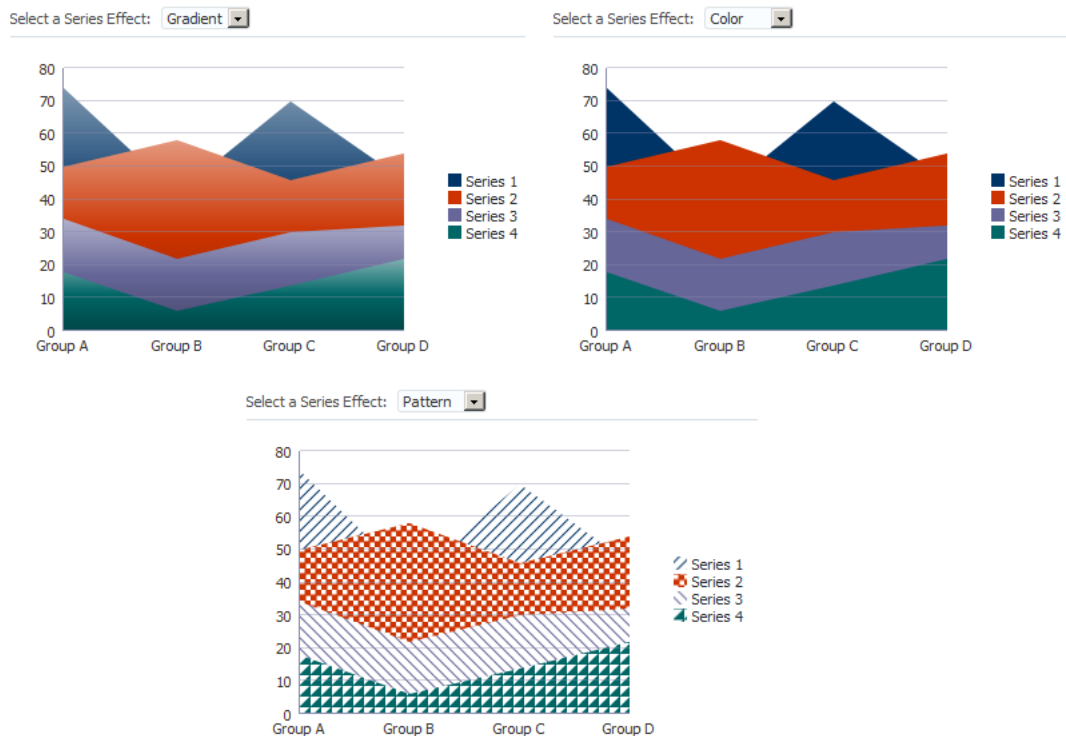 Select a Series Effect: Gradient
80
70
60
50
40
30
20
10
0
Group A Group B Group C Group D
Series 1
Series 2
Series 3
Series 4
Select a Series Effect: Color
80
70
60
50
40
30
20
10
0
Group A Group B Group C Group D
Series 1
Series 2
Series 3
Series 4
Select a Series Effect: Pattern
80
70
60
50
40
30
20
10
0
Group A Group B Group C Group D
Series 1
Series 2
Series 3
Series 4